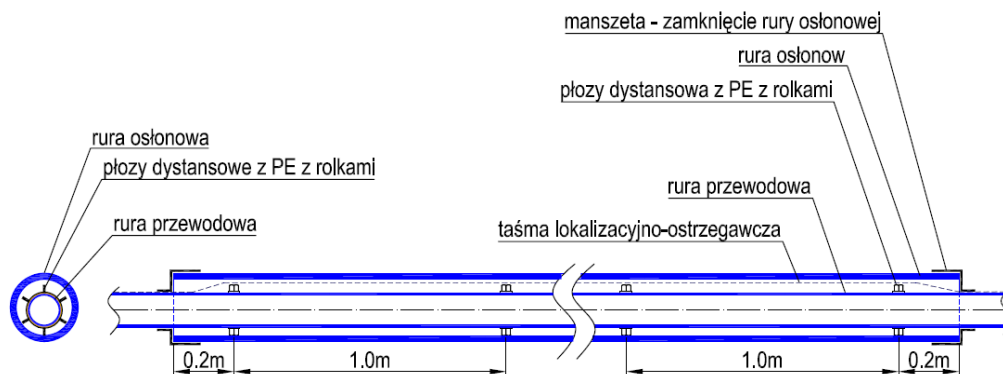 manszeta - zamknięcie rury osłonowej
rura osłonow
płozy dystansowa z PE z rolkami
rura osłonowa
płozy dystansowe z PE z rolkami
rura przewodowa
rura przewodowa
taśma lokalizacyjno-ostrzegawcza
0.2m
1.0m
1.0m
0.2m